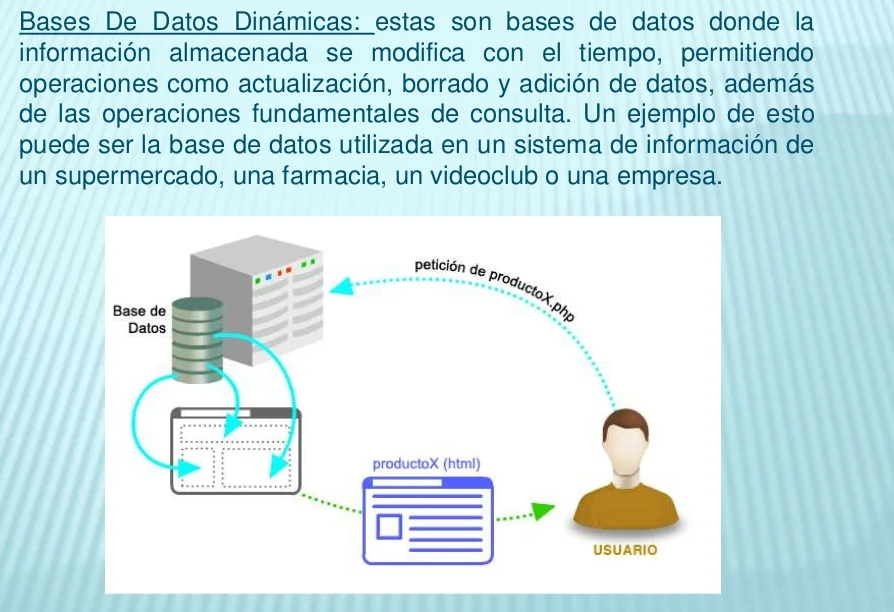 Bases De Datos Dinámicas: estas son bases de datos donde la
información almacenada se modifica con el tiempo, permitiendo
operaciones como actualización, borrado y adición de datos, además
de las operaciones fundamentales de consulta. Un ejemplo de esto
puede ser la base de datos utilizada en un sistema de información de
un supermercado, una farmacia, un videoclub o una empresa.
petición de productoX.php
Base de
Datos
productoX (html)
USUARIO